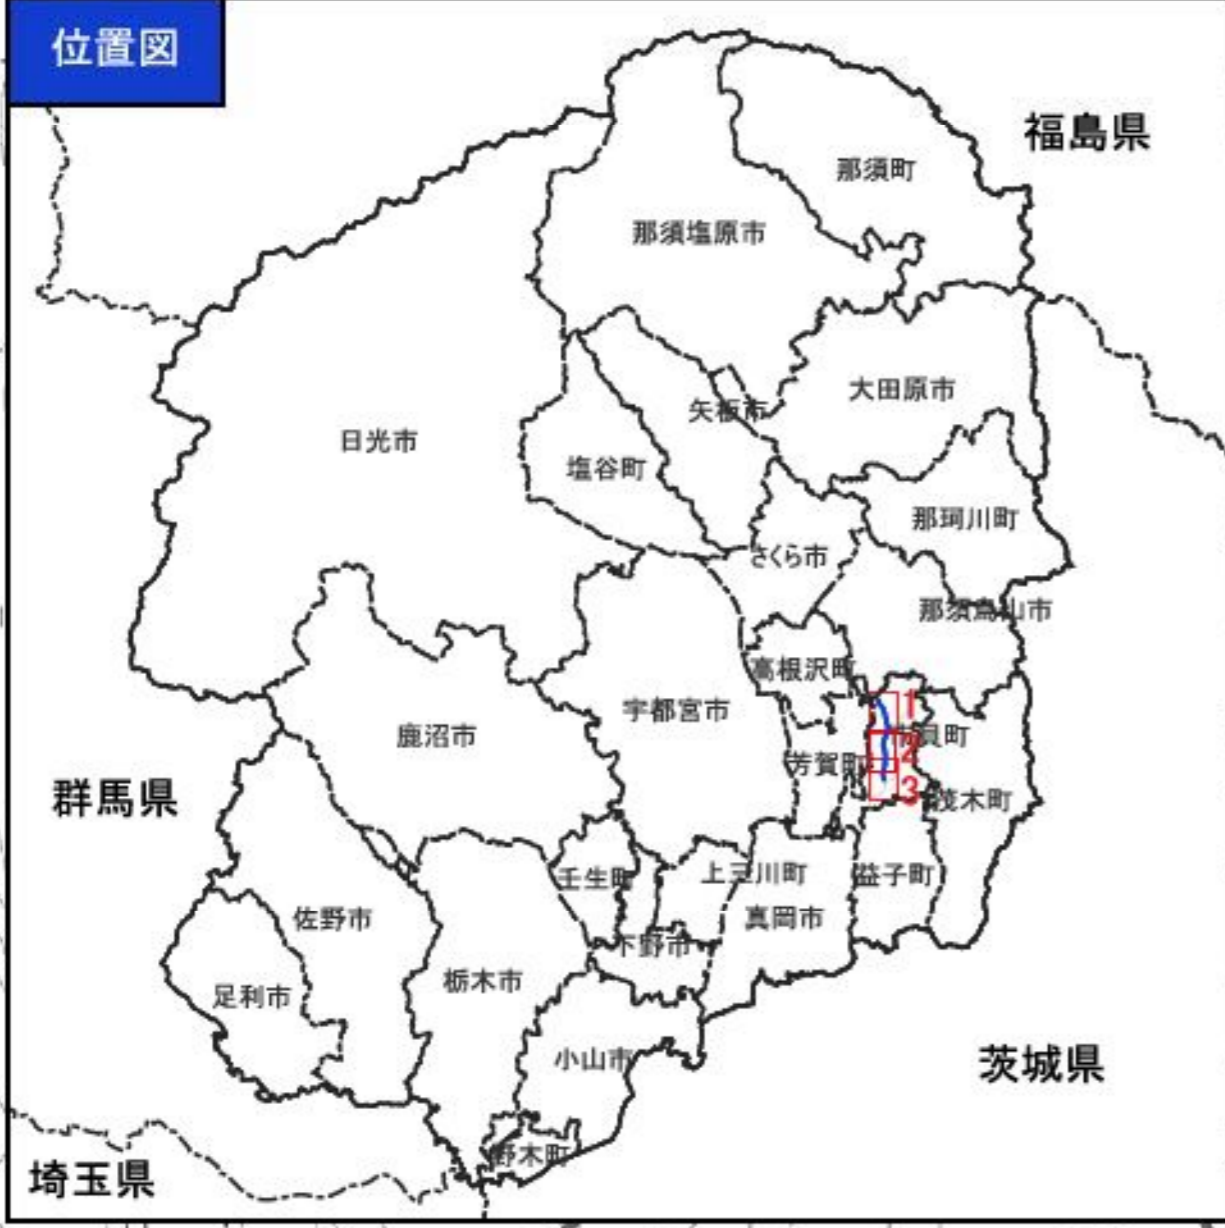 位置図
福島県
那須町
那須塩原市
大田原市
矢板市
日光市
塩谷町
那珂川町
さくら市
那須烏山市
高根沢町
1
宇都宮市
鹿沼市
市貝町
2
芳賀町
群馬県
3
茂木町
上三川町
壬生町
益子町
佐野市
真岡市
下野市
栃木市
足利市
小山市
茨城県
野木町
埼玉県